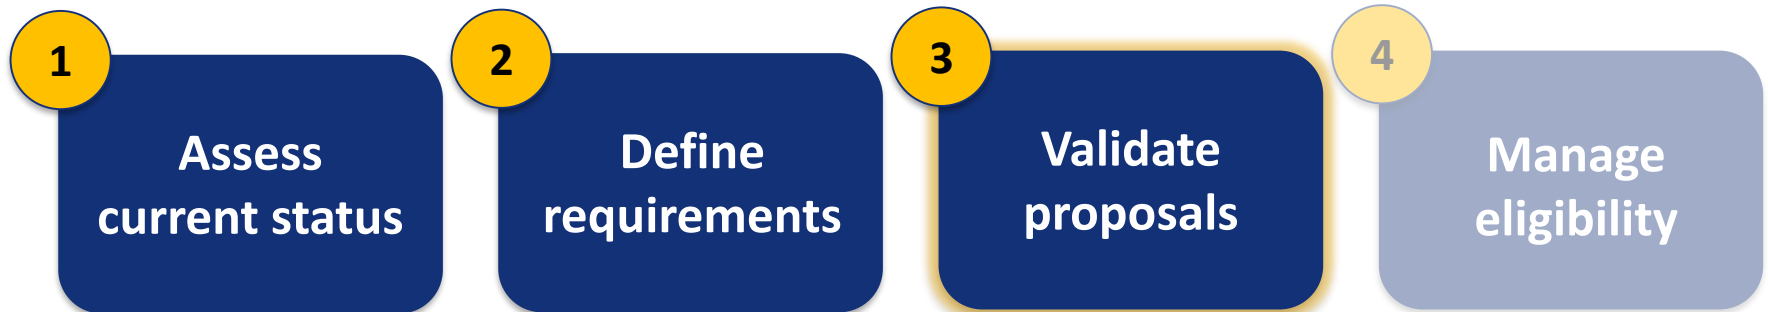 1
Assess
current status
2
Define
requirements
3
Validate
proposals
4
Manage
eligibility